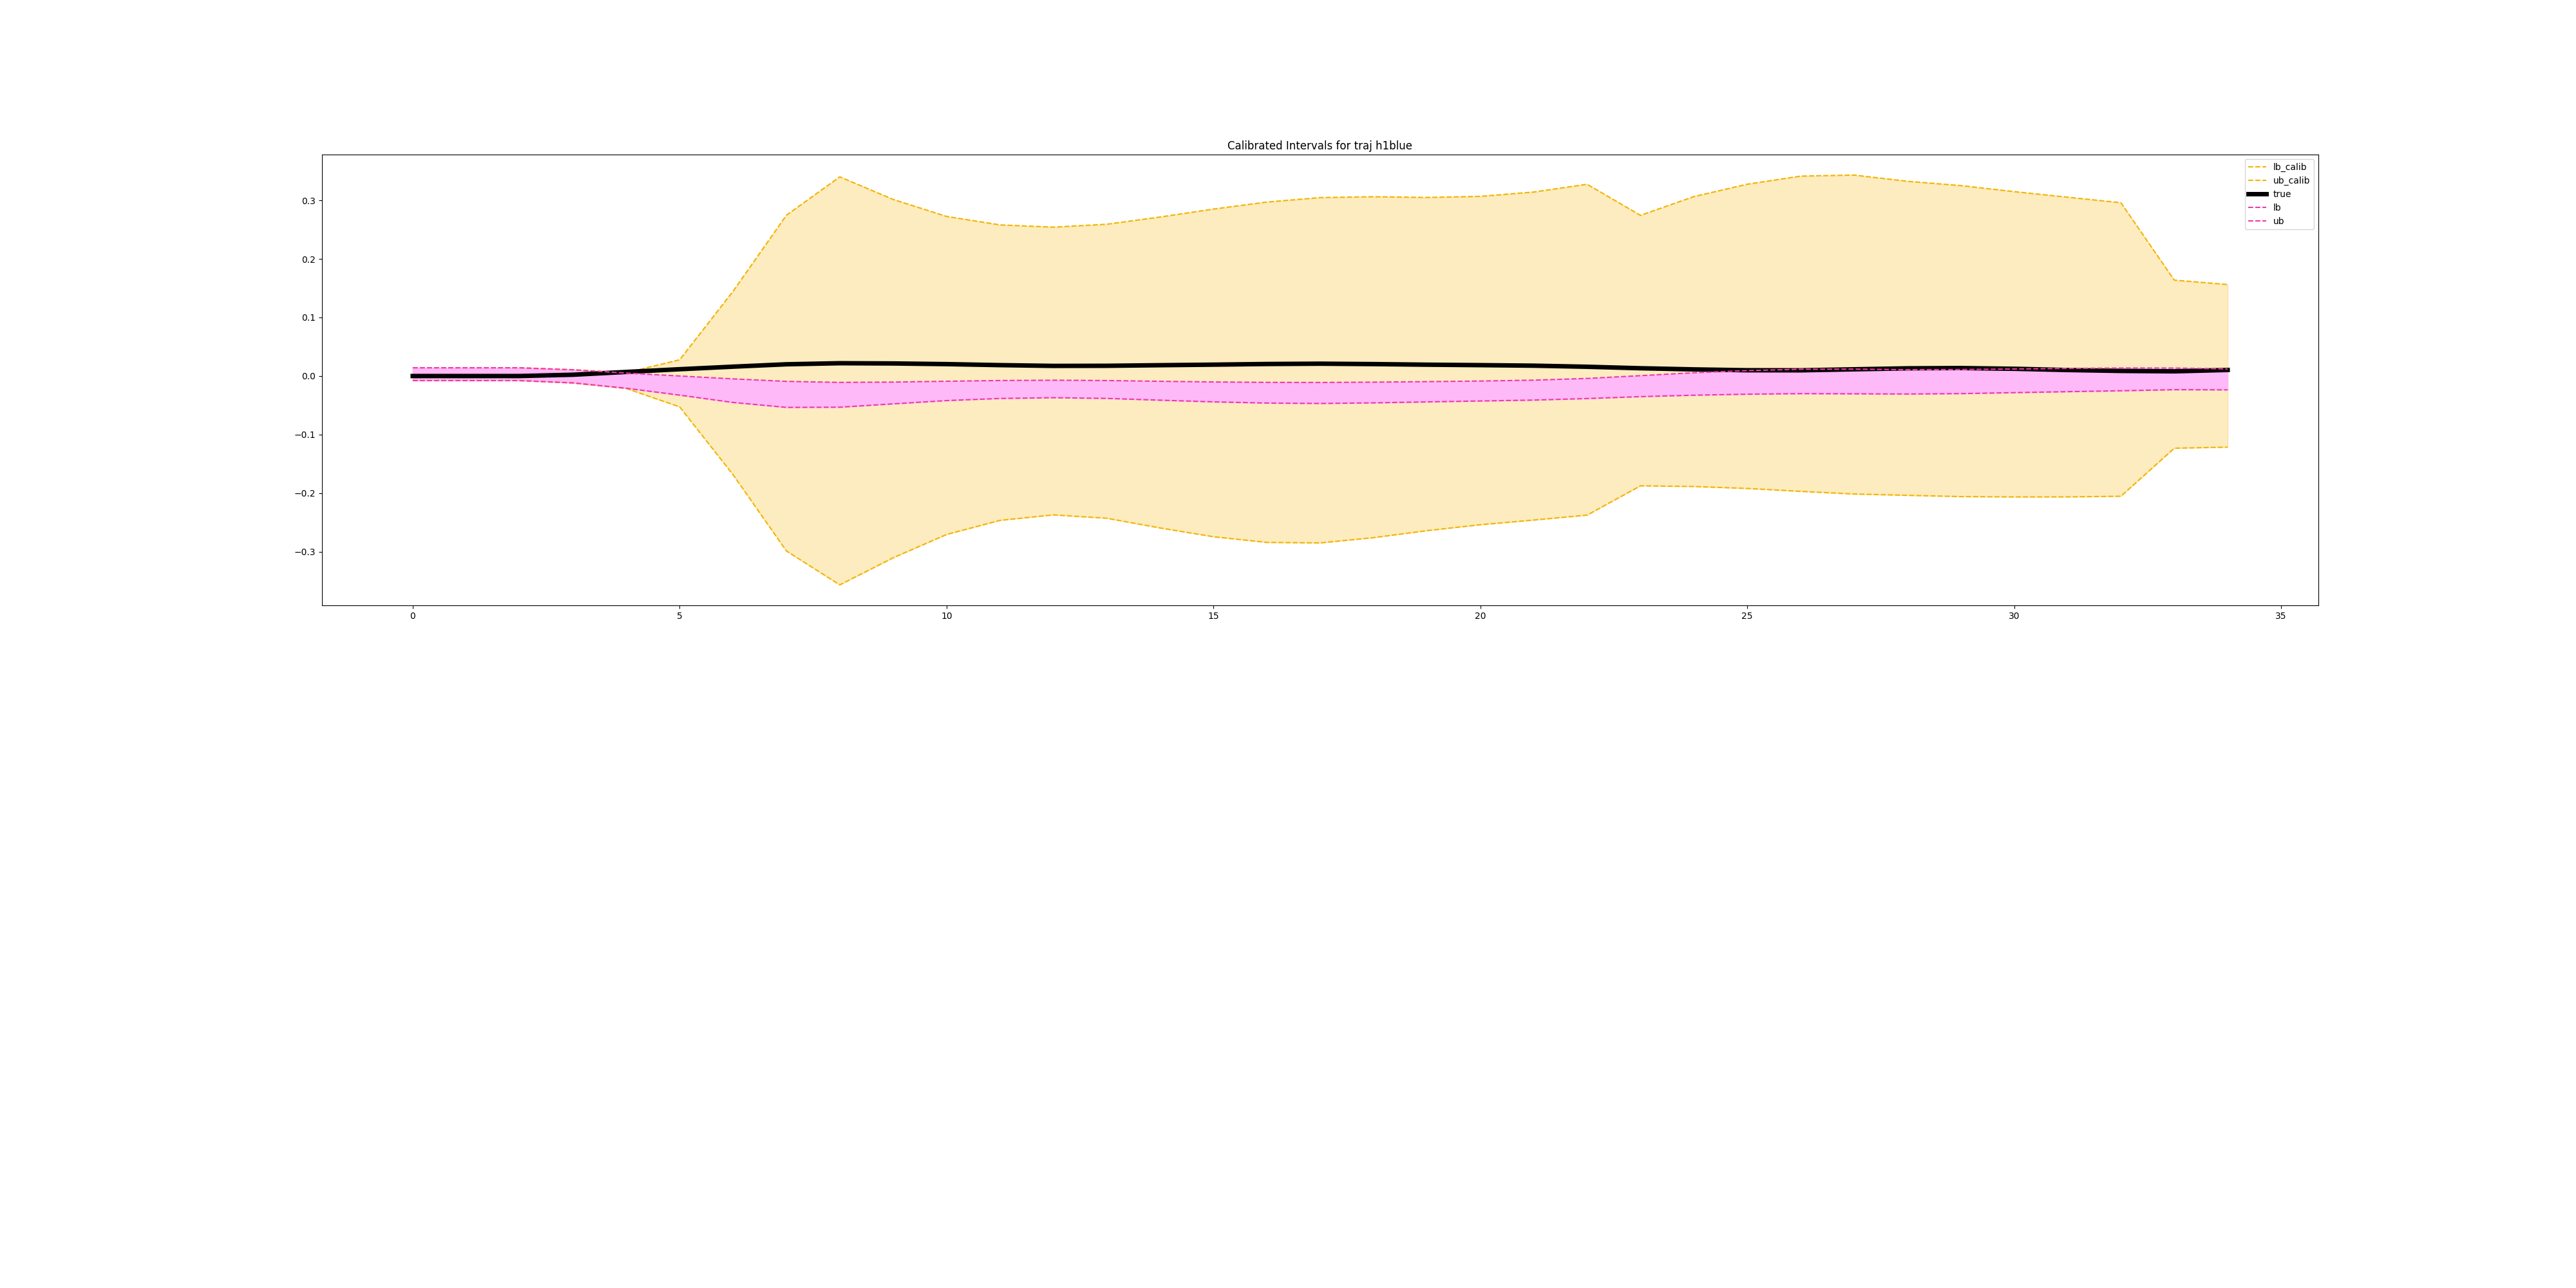 Calibrated Intervals for traj h1blue
lb_calib
ub_calib
true
lb
ub
0.3
0.2
0.1
0.0
−0.1
−0.2
−0.3
0 5 10 15 20 25 30 35